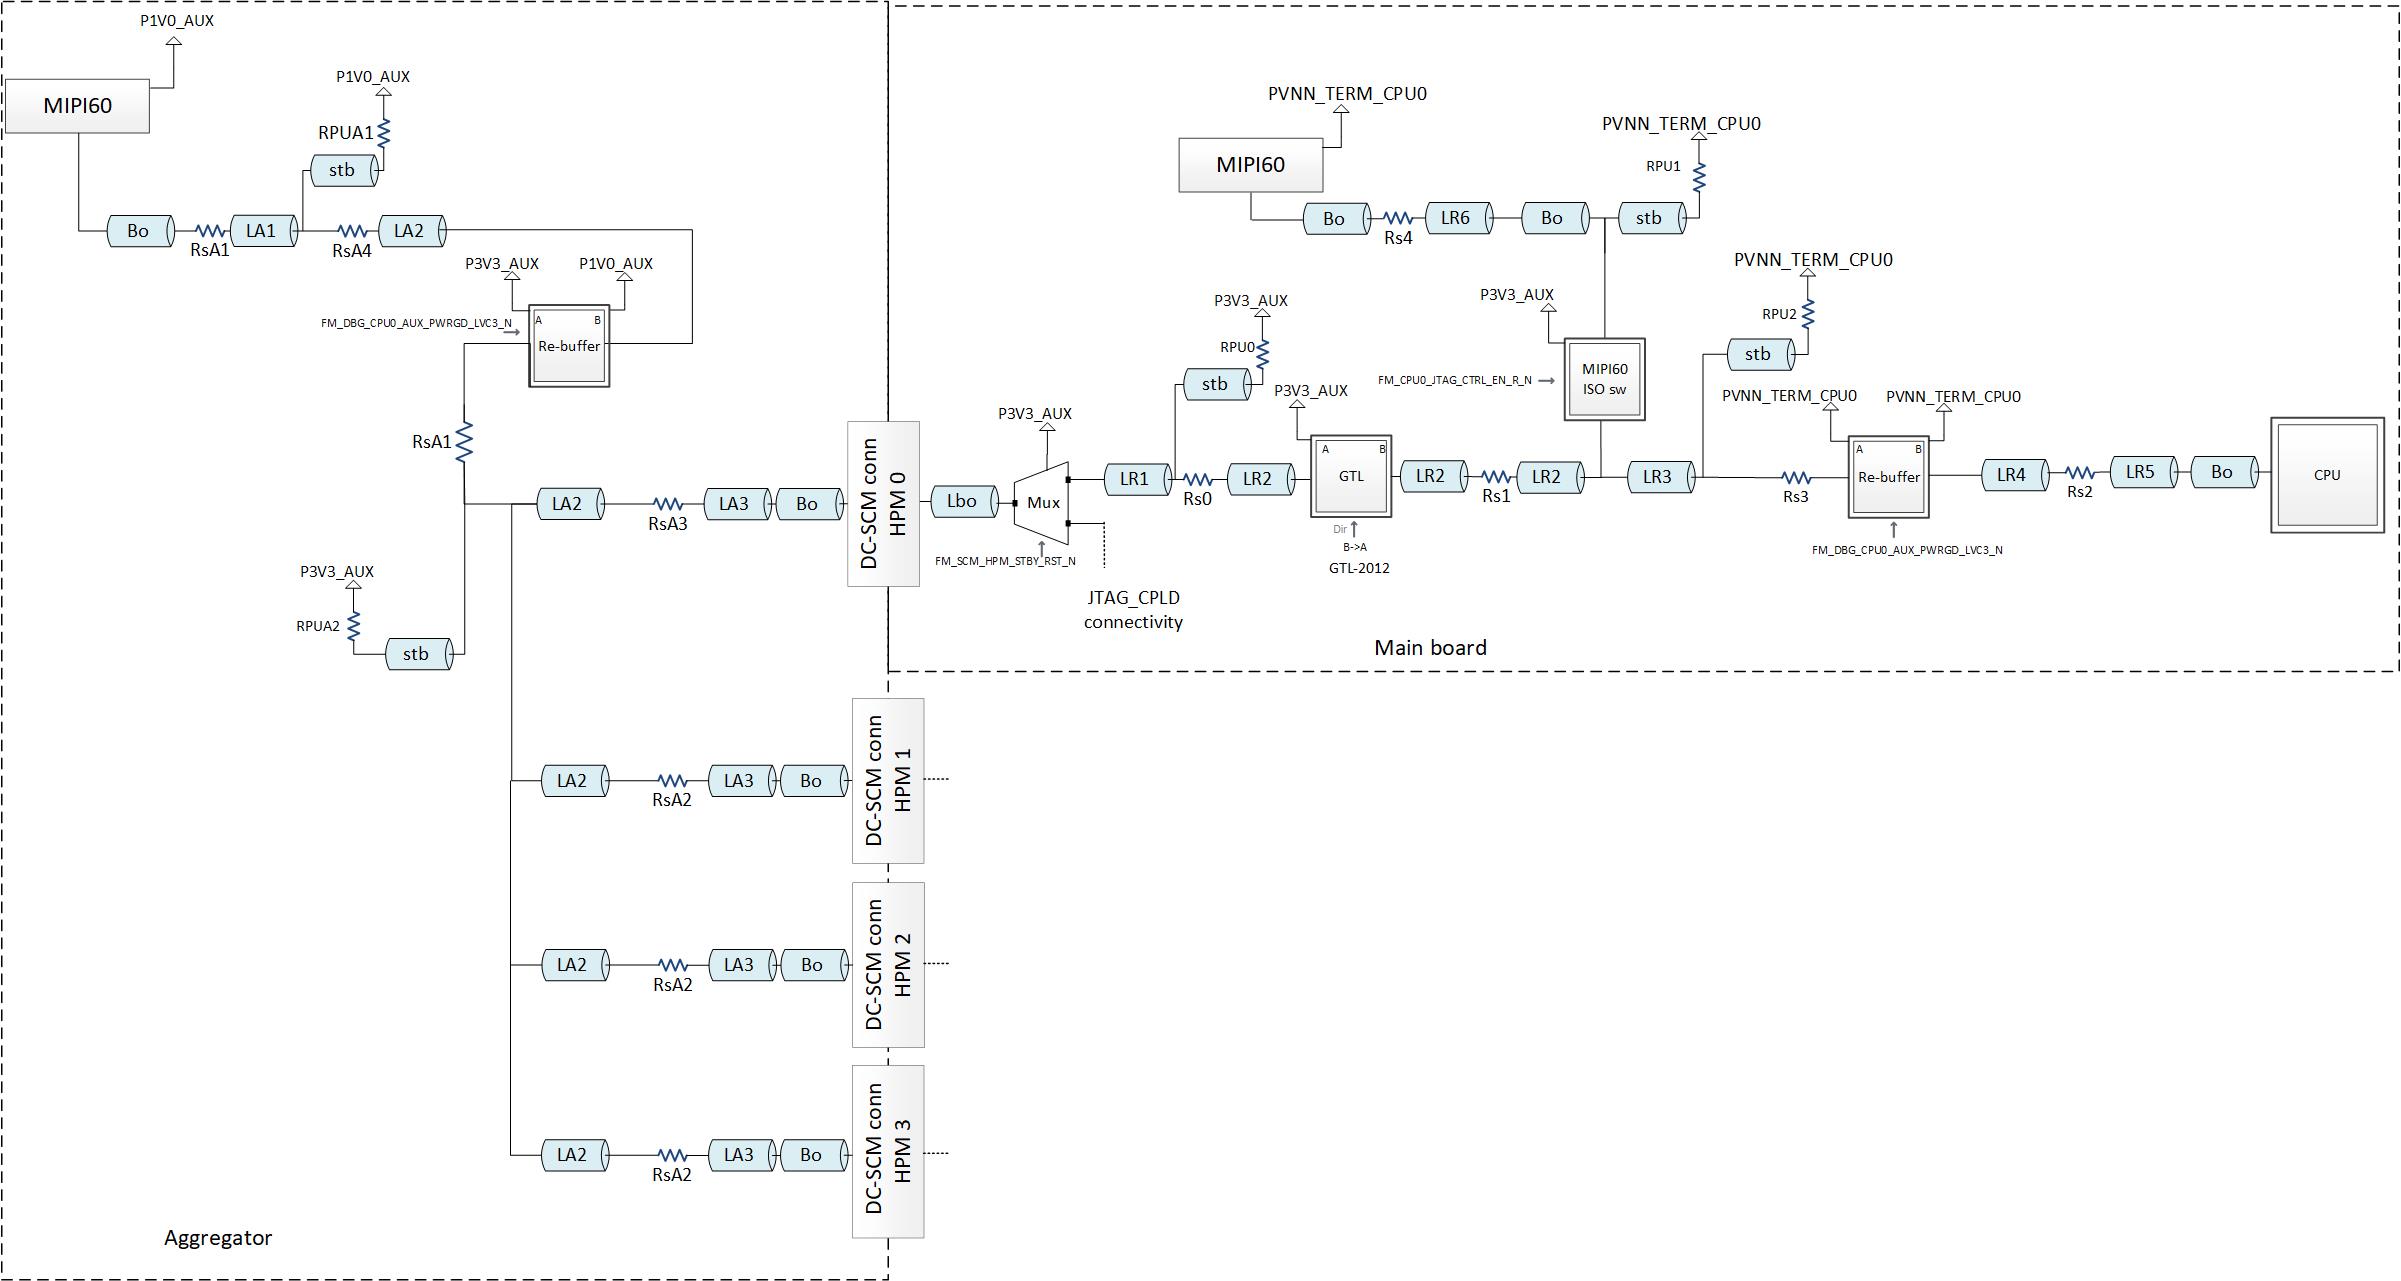 P1V0_AUX
MIPI60
P1V0_AUX
RPUA1
stb
Bo
RsA1
LA1
RsA4
LA2
P3V3_AUX
P1V0_AUX
FM_DBG_CPU0_AUX_PWRGD_LVC3_N
A
B
Re-buffer
RsA1
LA2
RsA3
LA3
Bo
DC-SCM conn
HPM 0
P3V3_AUX
RPUA2
stb
LA2
RsA2
LA3
Bo
DC-SCM conn
HPM 1
LA2
RsA2
LA3
Bo
DC-SCM conn
HPM 2
LA2
RsA2
LA3
Bo
DC-SCM conn
HPM 3
Aggregator
PVNN_TERM_CPU0
MIPI60
Bo
Rs4
LR6
Bo
stb
PVNN_TERM_CPU0
RPU1
P3V3_AUX
MIPI60
ISO sw
FM_CPU0_JTAG_CTRL_EN_R_N
Lbo
P3V3_AUX
Mux
FM_SCM_HPM_STBY_RST_N
JTAG_CPLD
connectivity
LR1
P3V3_AUX
RPU0
stb
Rs0
LR2
P3V3_AUX
A
B
GTL
Dir
B->A
GTL-2012
LR2
Rs1
LR2
LR3
PVNN_TERM_CPU0
RPU2
stb
Rs3
PVNN_TERM_CPU0
PVNN_TERM_CPU0
A
B
Re-buffer
FM_DBG_CPU0_AUX_PWRGD_LVC3_N
LR4
Rs2
LR5
Bo
CPU
Main board